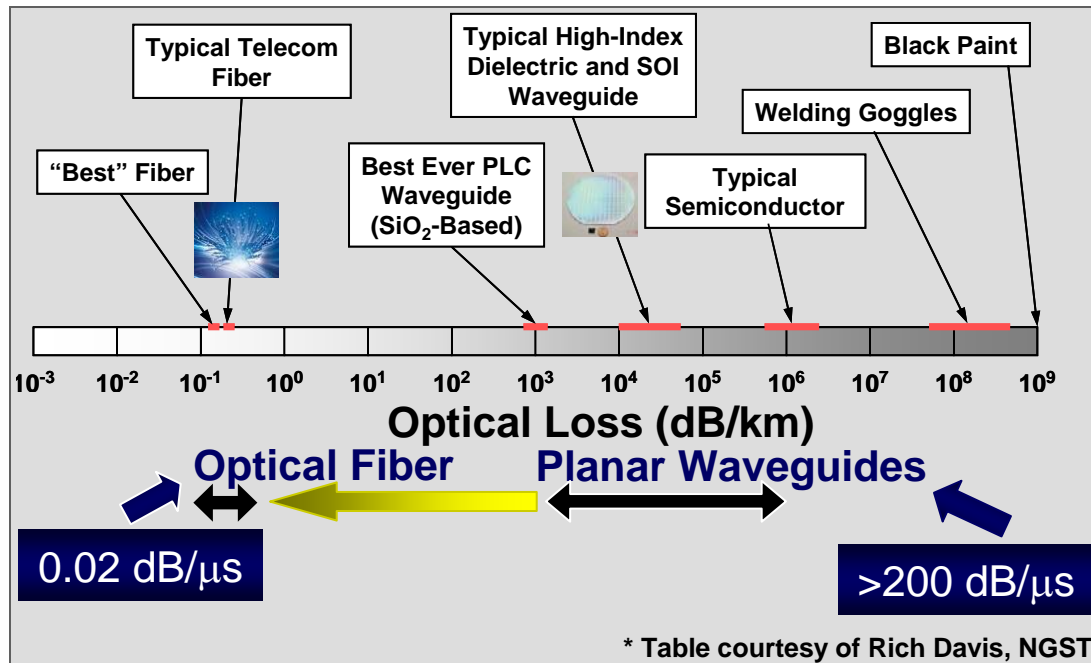 Typical Telecom
Fiber
Typical High-Index
Dielectric and SOI
Waveguide
Black Paint
Welding Goggles
“Best” Fiber
Best Ever PLC
Waveguide
(SiO₂-Based)
Typical
Semiconductor
10⁻³ 10⁻² 10⁻¹ 10⁰ 10¹ 10² 10³ 10⁴ 10⁵ 10⁶ 10⁷ 10⁸ 10⁹
Optical Loss (dB/km)
Optical Fiber Planar Waveguides
0.02 dB/μs
>200 dB/μs
* Table courtesy of Rich Davis, NGST